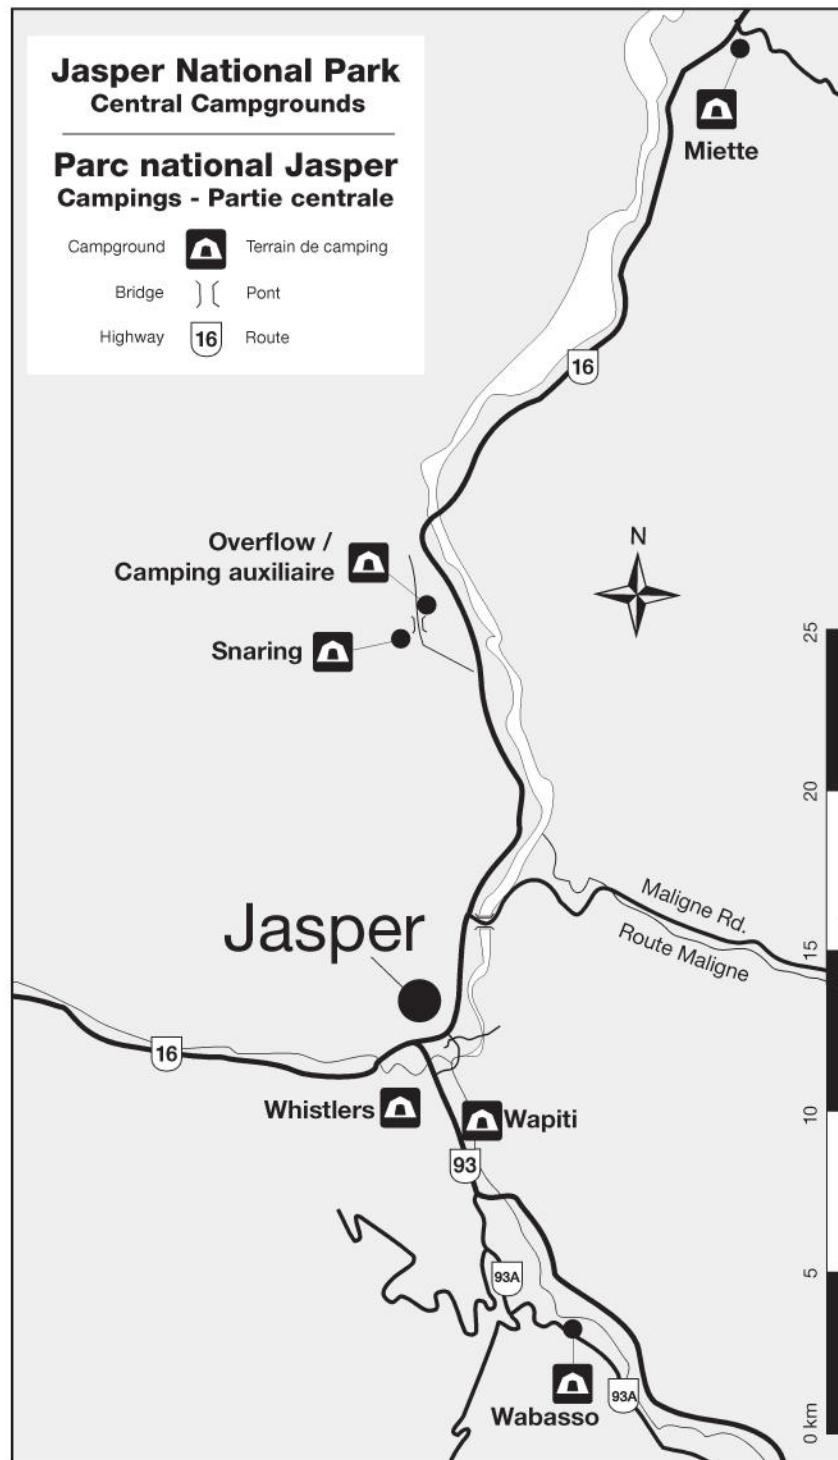 Jasper National Park
Central Campgrounds
Parc national Jasper
Campings - Partie centrale
Campground Terrain de camping
Bridge Pont
Highway 16 Route
Miette
16
Overflow /
Camping auxiliaire
N
Snaring
25
20
Maligne Rd.
Route Maligne
Jasper
15
16
Whistlers
Wapiti
10
93
93A
5
Wabasso
93A
0 km